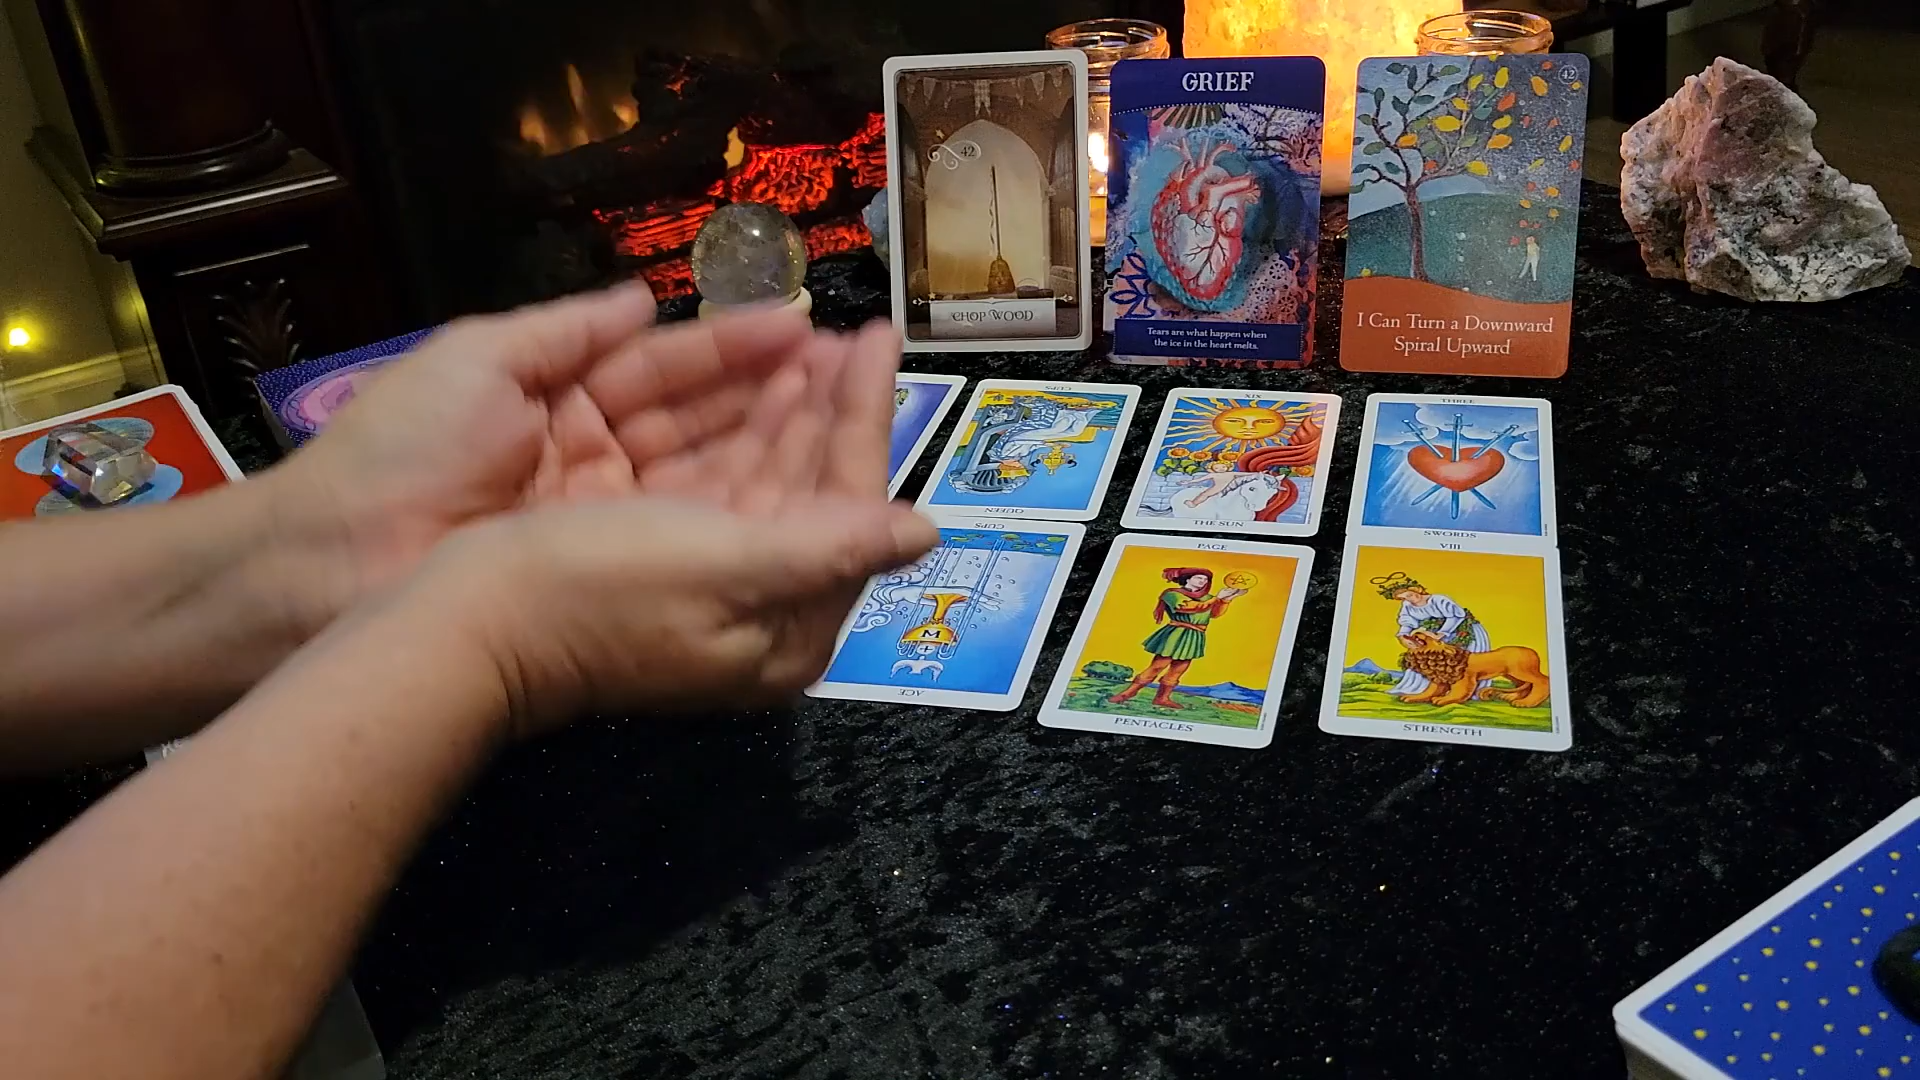 42
CHOP WOOD
GRIEF
Tears are what happen when
the ice in the heart melts.
42
I Can Turn a Downward
Spiral Upward
CUPS
QUEEN
XIX
THE SUN
THREE
SWORDS
CUPS
M
ACE
PAGE
PENTACLES
VIII
STRENGTH